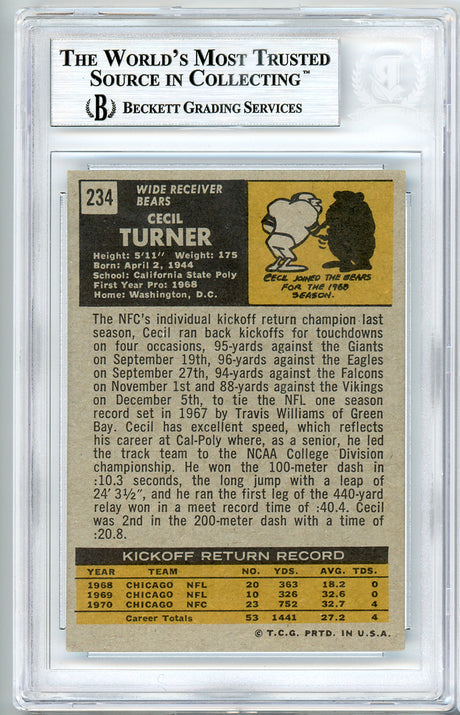 THE WORLD'S MOST TRUSTED
SOURCE IN COLLECTING™
B BECKETT GRADING SERVICES
234
WIDE RECEIVER
BEARS
CECIL
TURNER
Height: 5'11" Weight: 175
Born: April 2, 1944
School: California State Poly
First Year Pro: 1968
Home: Washington, D.C.
CECIL JOINED THE BEARS
FOR THE 1968
SEASON.
The NFC's individual kickoff return champion last
season, Cecil ran back kickoffs for touchdowns
on four occasions, 95-yards against the Giants
on September 19th, 96-yards against the Eagles
on September 27th, 94-yards against the Falcons
on November 1st and 88-yards against the Vikings
on December 5th, to tie the NFL one season
record set in 1967 by Travis Williams of Green
Bay. Cecil has excellent speed, which reflects
his career at Cal-Poly where, as a senior, he led
the track team to the NCAA College Division
championship. He won the 100-meter dash in
:10.3 seconds, the long jump with a leap of
24' 3½", and he ran the first leg of the 440-yard
relay won in a meet record time of :40.4. Cecil
was 2nd in the 200-meter dash with a time of
:20.8.
KICKOFF RETURN RECORD
YEAR TEAM NO. YDS. AVG. TDS.
1968 CHICAGO NFL 20 363 18.2 0
1969 CHICAGO NFL 10 326 32.6 0
1970 CHICAGO NFC 23 752 32.7 4
Career Totals 53 1441 27.2 4
© T.C.G. PRTD. IN U.S.A.